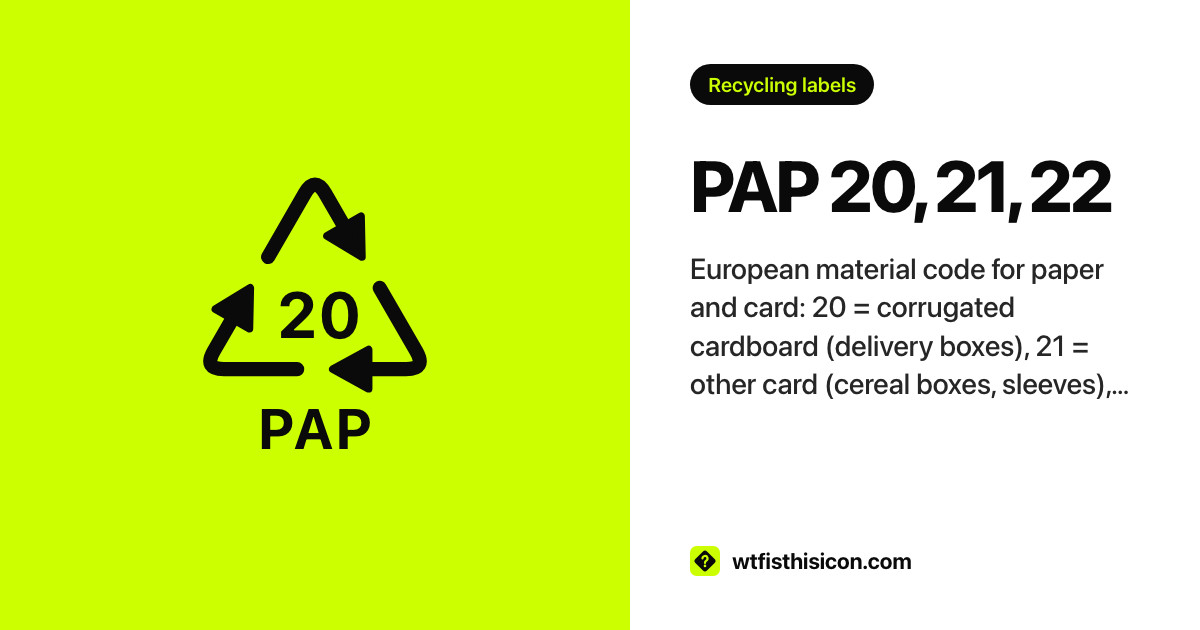 20
PAP
Recycling labels
PAP 20, 21, 22
European material code for paper
and card: 20 = corrugated
cardboard (delivery boxes), 21 =
other card (cereal boxes, sleeves),...
?
wtfisthisicon.com